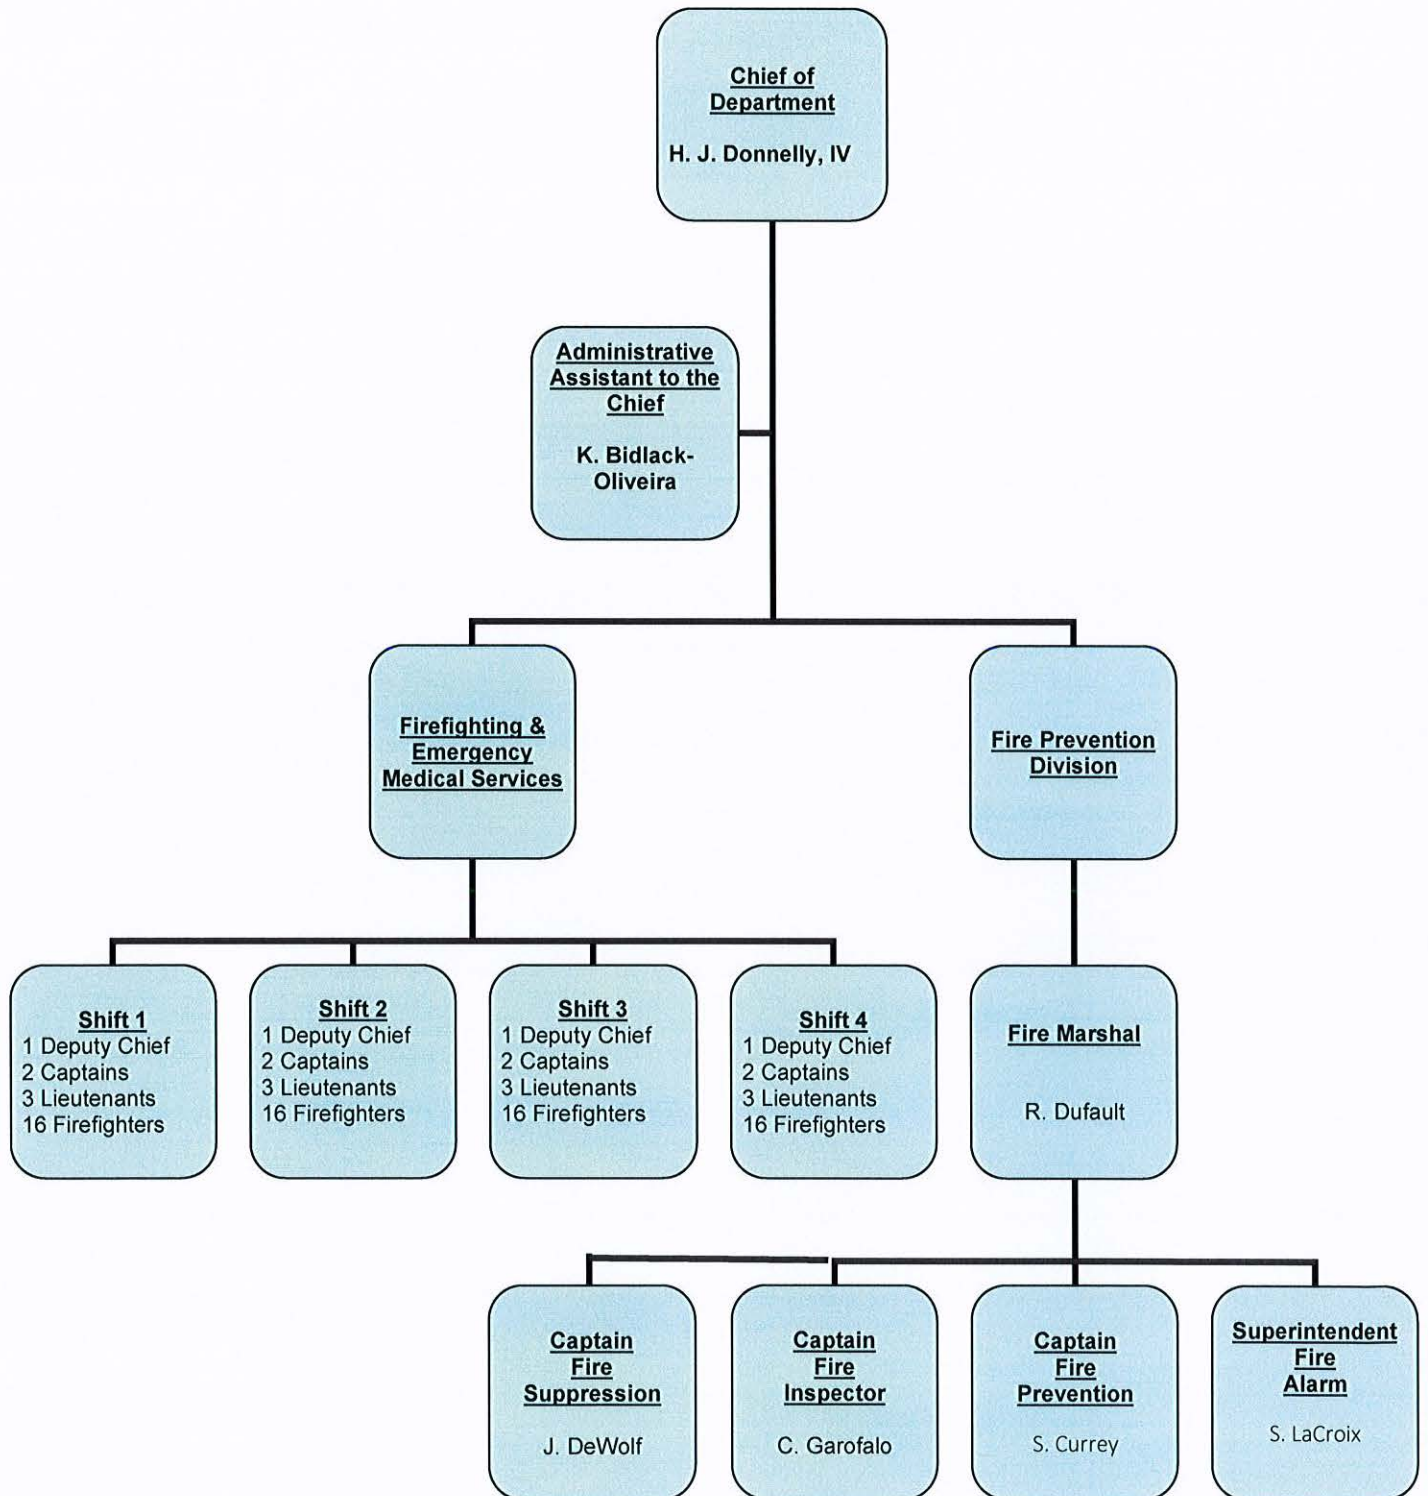 Chief of
Department
H. J. Donnelly, IV
Administrative
Assistant to the
Chief
K. Bidlack-
Oliveira
Firefighting &
Emergency
Medical Services
Fire Prevention
Division
Shift 1
1 Deputy Chief
2 Captains
3 Lieutenants
16 Firefighters
Shift 2
1 Deputy Chief
2 Captains
3 Lieutenants
16 Firefighters
Shift 3
1 Deputy Chief
2 Captains
3 Lieutenants
16 Firefighters
Shift 4
1 Deputy Chief
2 Captains
3 Lieutenants
16 Firefighters
Fire Marshal
R. Dufault
Captain
Fire
Suppression
J. DeWolf
Captain
Fire
Inspector
C. Garofalo
Captain
Fire
Prevention
S. Currey
Superintendent
Fire
Alarm
S. LaCroix